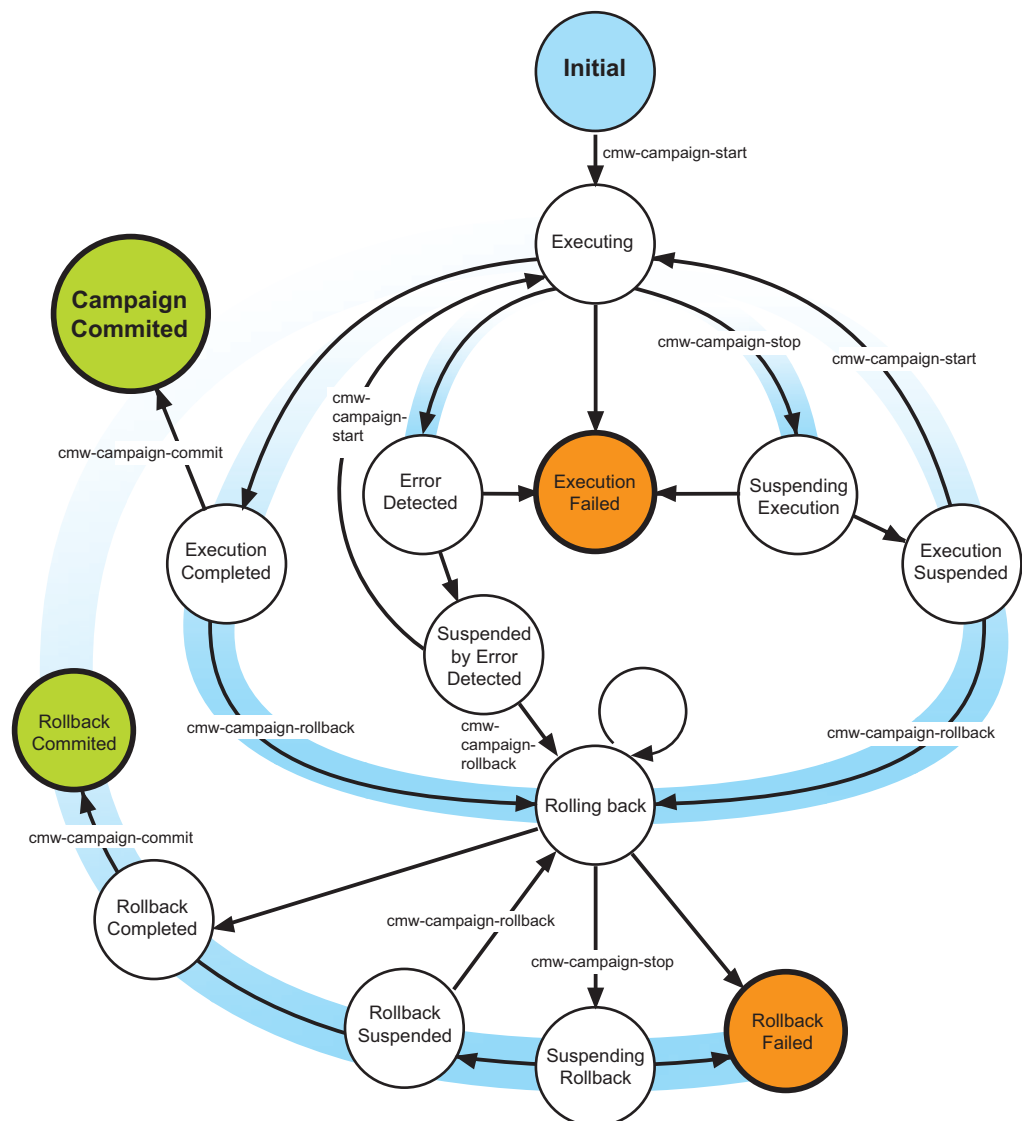 Initial
cmw-campaign-start
Executing
Campaign
Commited
cmw-campaign-stop
cmw-campaign-start
cmw-
campaign-
start
cmw-campaign-commit
Error
Detected
Execution
Failed
Suspending
Execution
Execution
Completed
Execution
Suspended
Suspended
by Error
Detected
Rollback
Commited
cmw-campaign-rollback
cmw-
campaign-
rollback
cmw-campaign-rollback
Rolling back
cmw-campaign-commit
Rollback
Completed
cmw-campaign-rollback
cmw-campaign-stop
Rollback
Suspended
Suspending
Rollback
Rollback
Failed